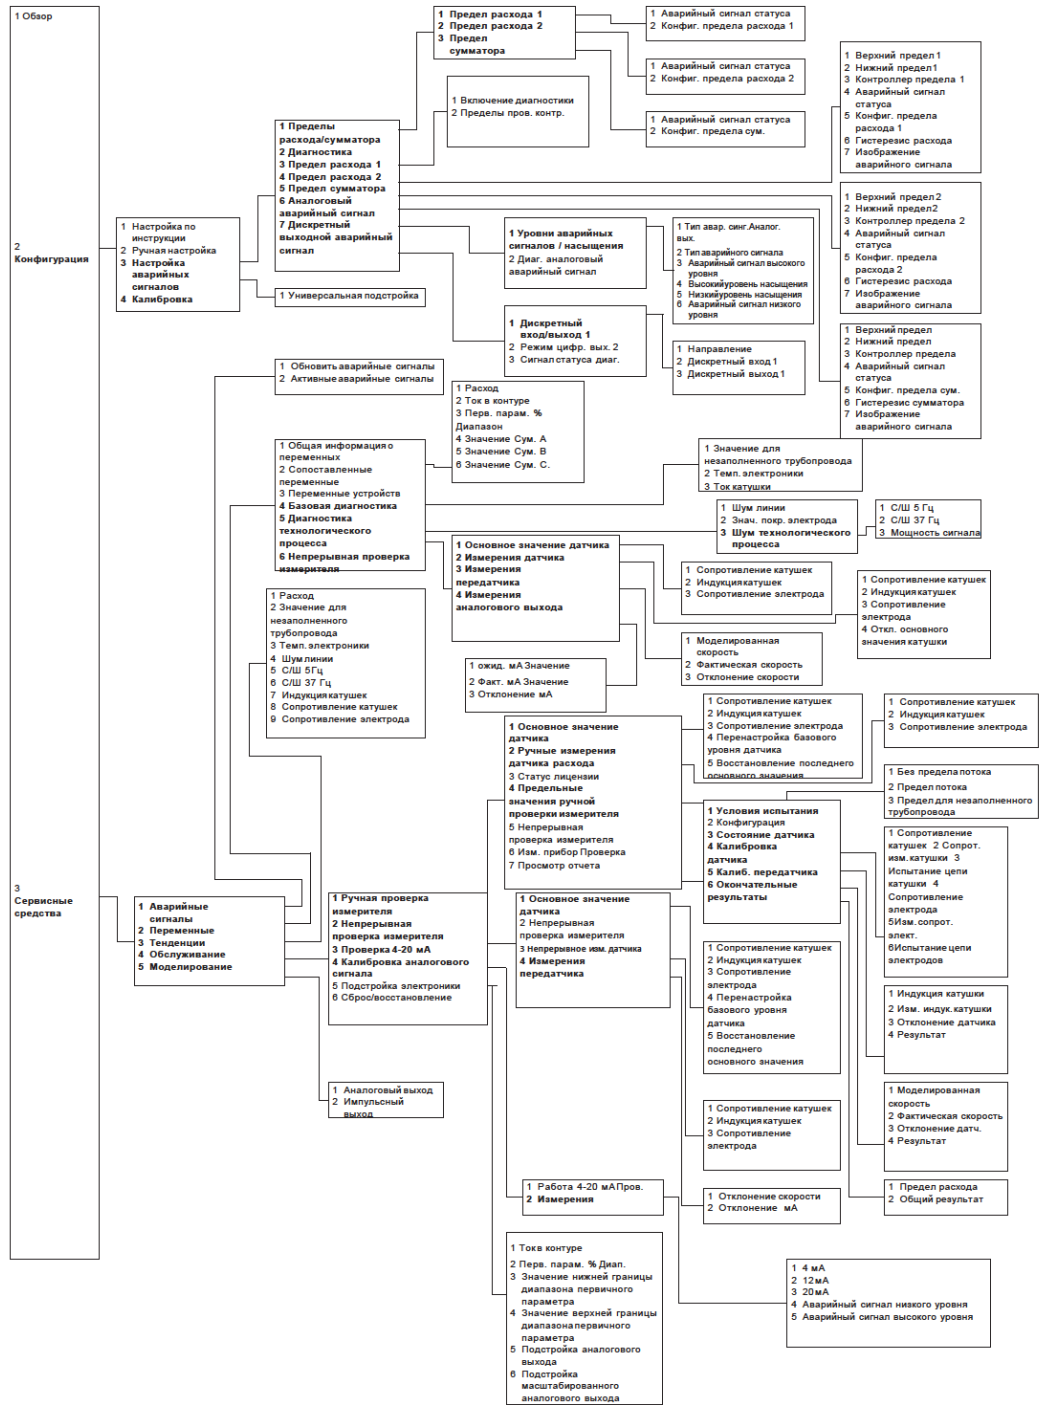 1 Обзор
2
Конфигурация
3
Сервисные
средства
1 Настройка по
инструкции
2 Ручная настройка
3 Настройка
аварийных
сигналов
4 Калибровка
1 Пределы
расхода/сумматора
2 Диагностика
3 Предел расхода 1
4 Предел расхода 2
5 Предел сумматора
6 Аналоговый
аварийный сигнал
7 Дискретный
выходной аварийный
сигнал
1 Универсальная подстройка
1 Предел расхода 1
2 Предел расхода 2
3 Предел
сумматора
1 Включение диагностики
2 Пределы пров. контр.
1 Аварийный сигнал статуса
2 Конфиг. предела расхода 1
1 Аварийный сигнал статуса
2 Конфиг. предела расхода 2
1 Аварийный сигнал статуса
2 Конфиг. предела сум.
1 Верхний предел 1
2 Нижний предел1
3 Контроллер предела 1
4 Аварийный сигнал
статуса
5 Конфиг. предела
расхода 1
6 Гистерезис расхода
7 Изображение
аварийного сигнала
1 Верхний предел 2
2 Нижний предел2
3 Контроллер предела 2
4 Аварийный сигнал
статуса
5 Конфиг. предела
расхода 2
6 Гистерезис расхода
7 Изображение
аварийного сигнала
1 Верхний предел
2 Нижний предел
3 Контроллер предела
4 Аварийный сигнал
статуса
5 Конфиг. предела сум.
6 Гистерезис сумматора
7 Изображение
аварийного сигнала
1 Уровни аварийных
сигналов / насыщения
2 Диаг. аналоговый
аварийный сигнал
1 Тип авар. синг.Аналог.
вых.
2 Тип аварийного сигнала
3 Аварийный сигнал высокого
уровня
4 Высокий уровень насыщения
5 Низкий уровень насыщения
6 Аварийный сигнал низкого
уровня
1 Дискретный
вход/выход 1
2 Режим цифр. вых. 2
3 Сигнал статуса диаг.
1 Направление
2 Дискретный вход 1
3 Дискретный выход 1
1 Обновить аварийные сигналы
2 Активные аварийные сигналы
1 Расход
2 Ток в контуре
3 Перв. парам. %
Диапазон
4 Значение Сум. А
5 Значение Сум. В
6 Значение Сум. С.
1 Общая информация о
переменных
2 Сопоставленные
переменные
3 Переменные устройств
4 Базовая диагностика
5 Диагностика
технологического
процесса
6 Непрерывная проверка
измерителя
1 Значение для
незаполненного трубопровода
2 Темп. электроники
3 Ток катушки
1 Шум линии
2 Знач. покр. электрода
3 Шум технологического
процесса
1 С/Ш 5 Гц
2 С/Ш 37 Гц
3 Мощность сигнала
1 Основное значение датчика
2 Измерения датчика
3 Измерения
передатчика
4 Измерения
аналогового выхода
1 Сопротивление катушек
2 Индукция катушек
3 Сопротивление электрода
1 Сопротивление катушек
2 Индукция катушек
3 Сопротивление
электрода
4 Откл. основного
значения катушки
1 Моделированная
скорость
2 Фактическая скорость
3 Отклонение скорости
1 ожид. мА Значение
2 Факт. мА Значение
3 Отклонение мА
1 Расход
2 Значение для
незаполненного
трубопровода
3 Темп. электроники
4 Шум линии
5 С/Ш 5Гц
6 С/Ш 37 Гц
7 Индукция катушек
8 Сопротивление катушек
9 Сопротивление электрода
1 Аварийные
сигналы
2 Переменные
3 Тенденции
4 Обслуживание
5 Моделирование
1 Ручная проверка
измерителя
2 Непрерывная
проверка измерителя
3 Проверка 4-20 мА
4 Калибровка аналогового
сигнала
5 Подстройка электроники
6 Сброс/восстановление
1 Аналоговый выход
2 Импульсный
выход
1 Основное значение
датчика
2 Ручные измерения
датчика расхода
3 Статус лицензии
4 Предельные
значения ручной
проверки измерителя
5 Непрерывная
проверка измерителя
6 Изм. прибор Проверка
7 Просмотр отчета
1 Сопротивление катушек
2 Индукция катушек
3 Сопротивление электрода
4 Перенастройка базового
уровня датчика
5 Восстановление последнего
основного значения
1 Сопротивление катушек
2 Индукция катушек
3 Сопротивление электрода
1 Условия испытания
2 Конфигурация
3 Состояние датчика
4 Калибровка
датчика
5 Калиб. передатчика
6 Окончательные
результаты
1 Без предела потока
2 Предел потока
3 Предел для незаполненного
трубопровода
1 Сопротивление
катушек 2 Сопрот.
изм. катушки 3
Испытание цепи
катушки 4
Сопротивление
электрода
5Изм.сопрот.
элект.
6Испытание цепи
электродов
1 Индукция катушки
2 Изм. индук. катушки
3 Отклонение датчика
4 Результат
1 Моделированная
скорость
2 Фактическая скорость
3 Отклонение датч.
4 Результат
1 Предел расхода
2 Общий результат
1 Основное значение
датчика
2 Непрерывная
проверка измерителя
3 Непрерывное изм. датчика
4 Измерения
передатчика
1 Сопротивление катушек
2 Индукция катушек
3 Сопротивление
электрода
4 Перенастройка
базового уровня
датчика
5 Восстановление
последнего
основного значения
1 Сопротивление катушек
2 Индукция катушек
3 Сопротивление
электрода
1 Отклонение скорости
2 Отклонение мА
1 Работа 4-20 мА Пров.
2 Измерения
1 4 мА
2 12 мА
3 20 мА
4 Аварийный сигнал низкого уровня
5 Аварийный сигнал высокого уровня
1 Ток в контуре
2 Перв. парам. % Диап.
3 Значение нижней границы
диапазона первичного
параметра
4 Значение верхней границы
диапазона первичного
параметра
5 Подстройка аналогового
выхода
6 Подстройка
масштабированного
аналогового выхода